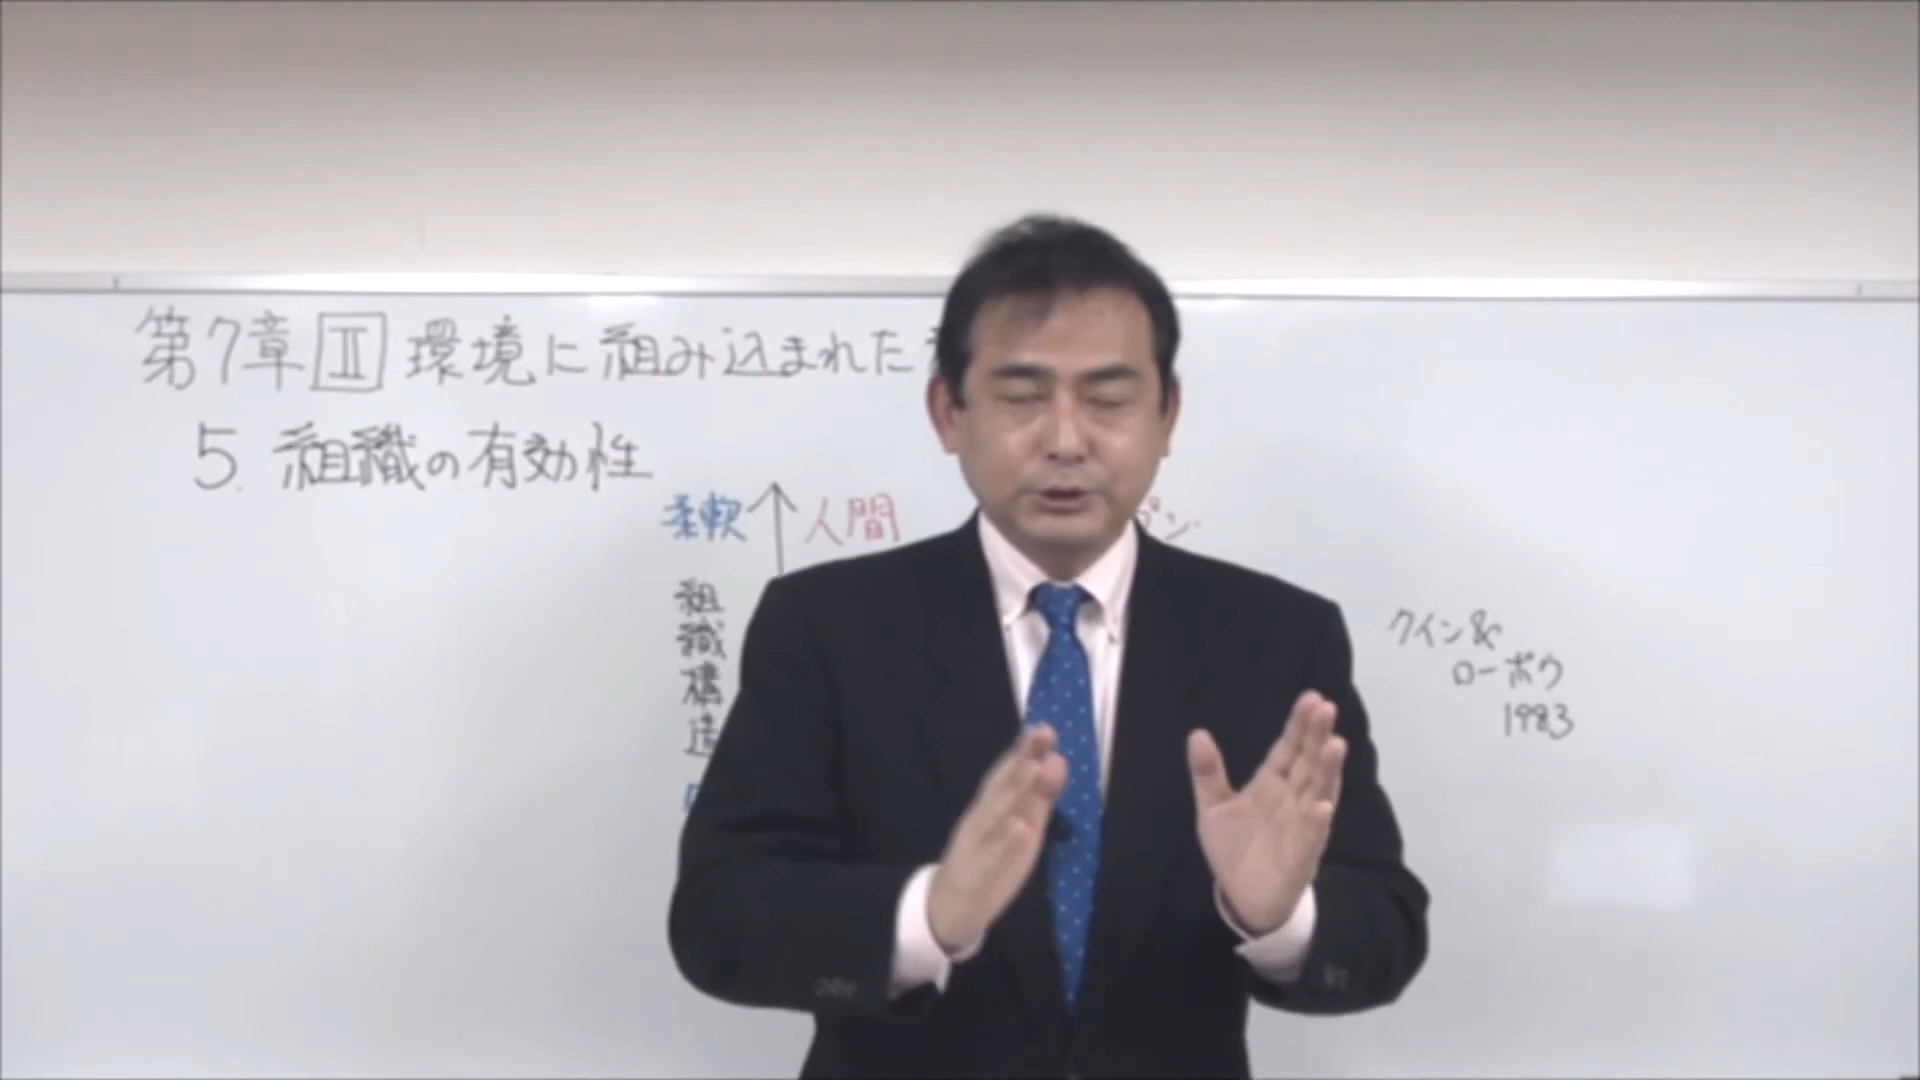 第7章 Ⅱ 環境に組み込まれた
5. 組織の有効性
柔軟 人間
組織構造
クイン&
ローボウ
1983